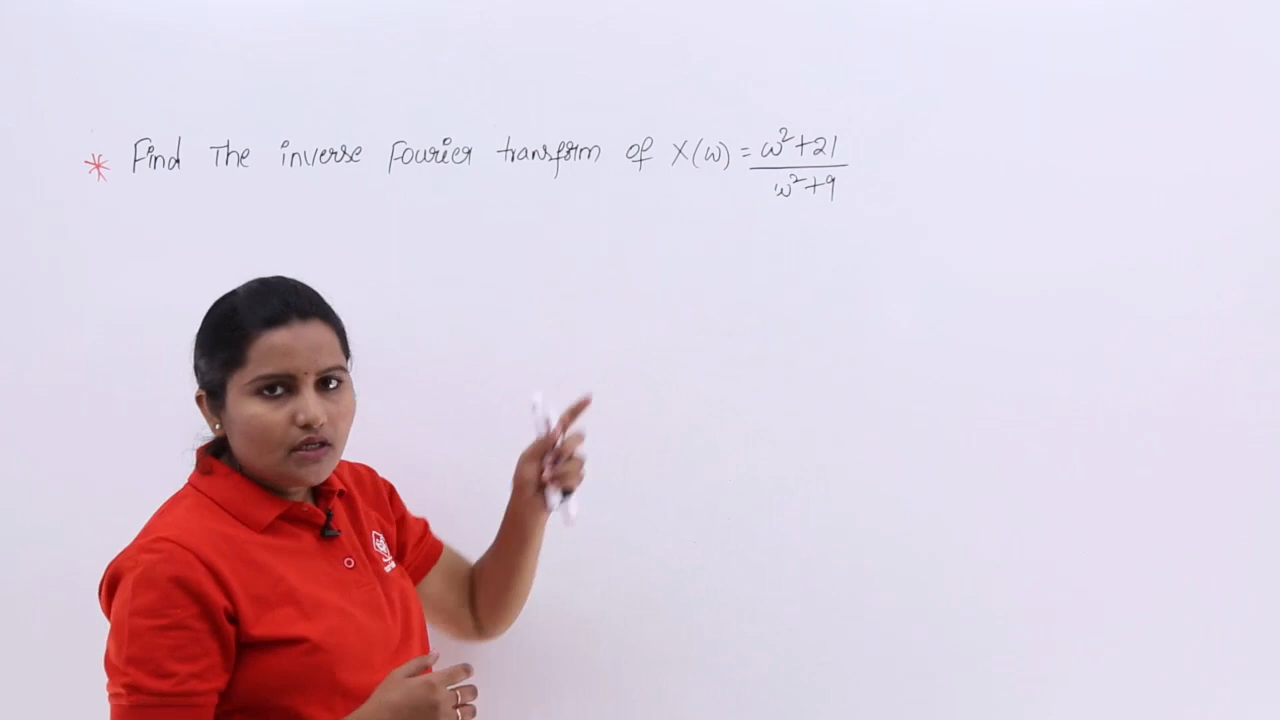 * Find The inverse Fourier transform of X(ω) = ω²+21 / ω²+9